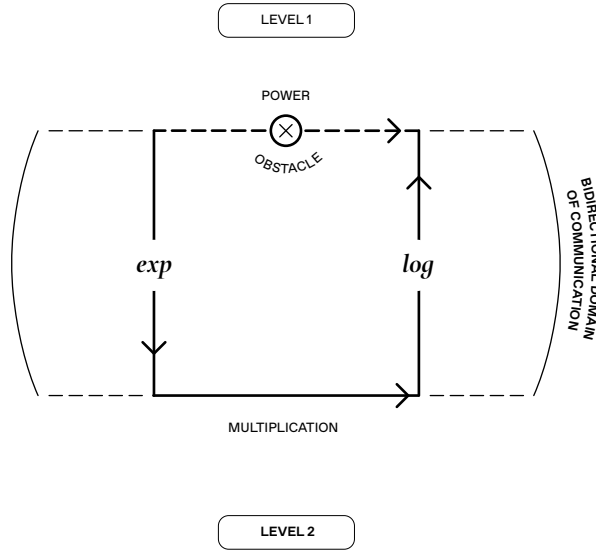 LEVEL 1
POWER
OBSTACLE
exp
log
BIDIRECTIONAL DOMAIN
OF COMMUNICATION
MULTIPLICATION
LEVEL 2